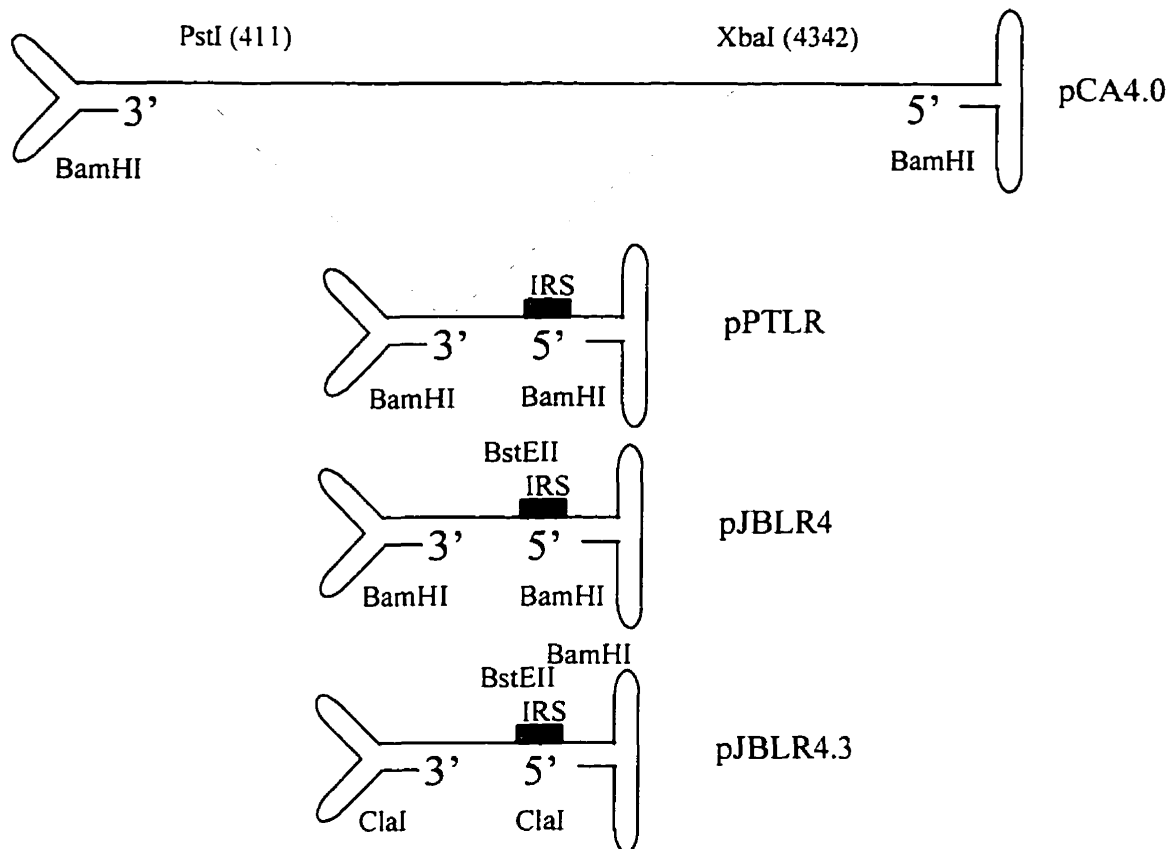 PstI (411) XbaI (4342)
pCA4.0
3’ 5’
BamHI BamHI
IRS
pPTLR
3’ 5’
BamHI BamHI
BstEII
IRS
pJBLR4
3’ 5’
BamHI BamHI
BamHI
BstEII
IRS
pJBLR4.3
3’ 5’
ClaI ClaI